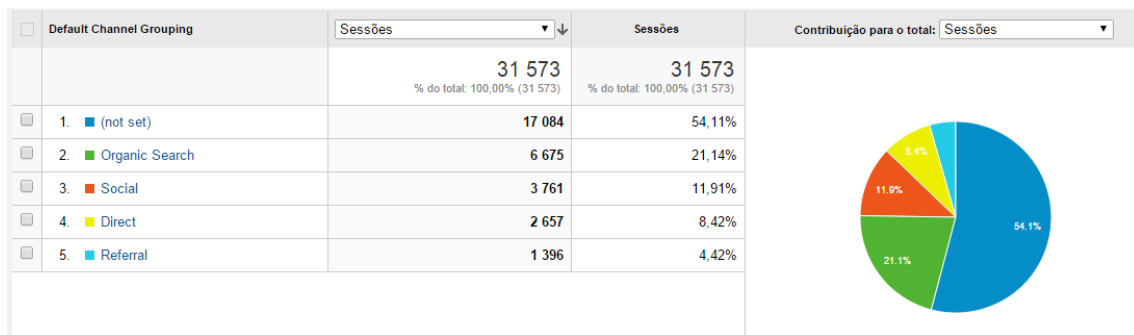 Default Channel Grouping
Sessões
Sessões
Contribuição para o total: Sessões
31 573
% do total: 100,00% (31 573)
31 573
% do total: 100,00% (31 573)
1. (not set) 17 084 54,11%
2. Organic Search 6 675 21,14%
3. Social 3 761 11,91%
4. Direct 2 657 8,42%
5. Referral 1 396 4,42%
8.4%
11.9%
54.1%
21.1%